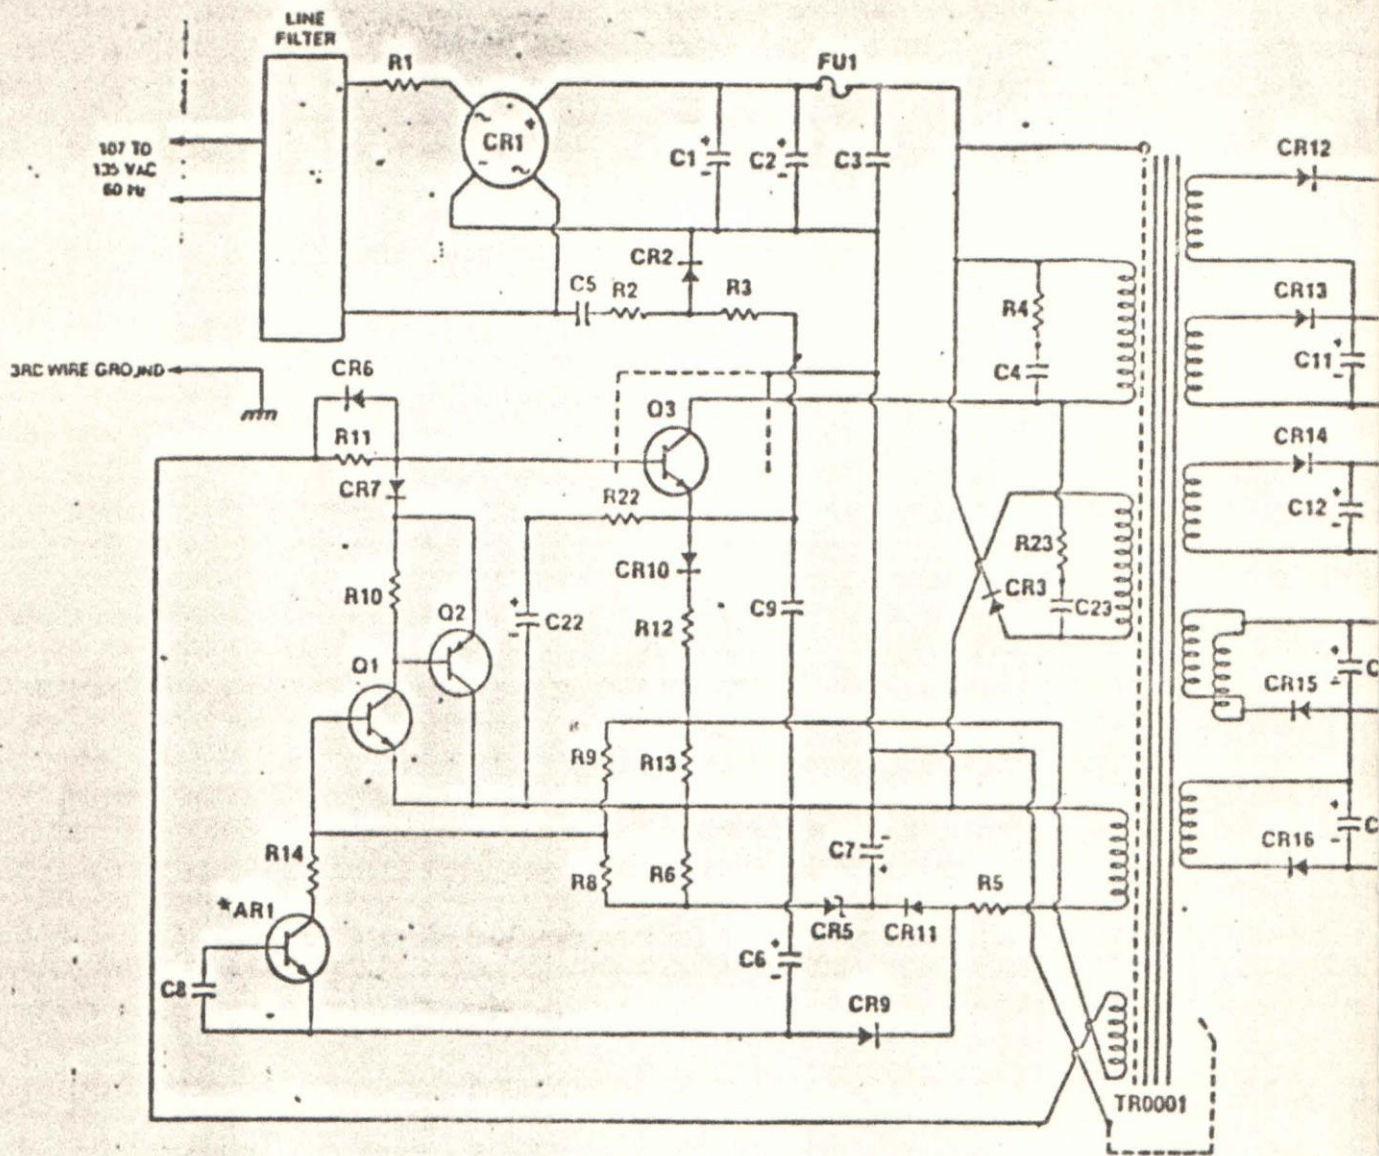 LINE
FILTER
R1
FU1
CR1
C1
C2
C3
CR12
107 TO
135 VAC
60 Hz
CR2
C5
R2
R3
CR13
R4
C11
3RD WIRE GROUND
CR6
C4
Q3
R11
CR14
CR7
R22
C12
R23
CR10
CR3
R10
Q2
C22
R12
C9
C23
Q1
C
CR15
R9
R13
R14
C7
C
CR16
R8
R6
R5
*AR1
CR5
CR11
C6
C8
CR9
TR0001